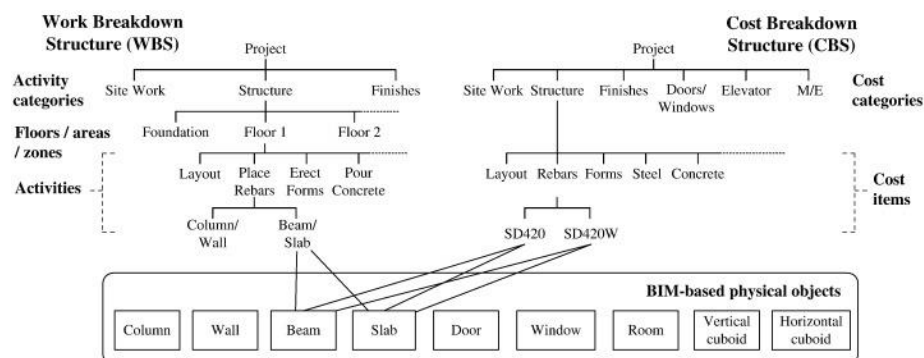 Work Breakdown
Structure (WBS)
Cost Breakdown
Structure (CBS)
Project
Project
Activity
categories
Site Work
Structure
Finishes
Site Work
Structure
Finishes
Doors/
Windows
Elevator
M/E
Cost
categories
Floors / areas
/ zones
Foundation
Floor 1
Floor 2
Activities
Layout
Place
Rebars
Erect
Forms
Pour
Concrete
Layout
Rebars
Forms
Steel
Concrete
Cost
items
Column/
Wall
Beam/
Slab
SD420
SD420W
BIM-based physical objects
Column
Wall
Beam
Slab
Door
Window
Room
Vertical
cuboid
Horizontal
cuboid